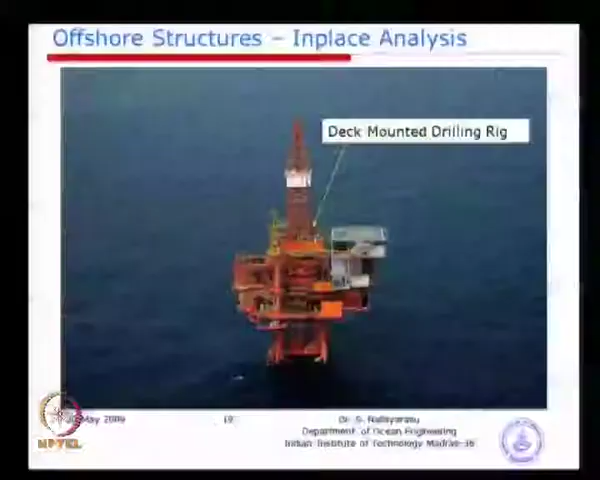 Offshore Structures – Inplace Analysis
Deck Mounted Drilling Rig
May 2009
19
Dr. S. Nallayarasu
Department of Ocean Engineering
Indian Institute of Technology Madras-36
NPTEL